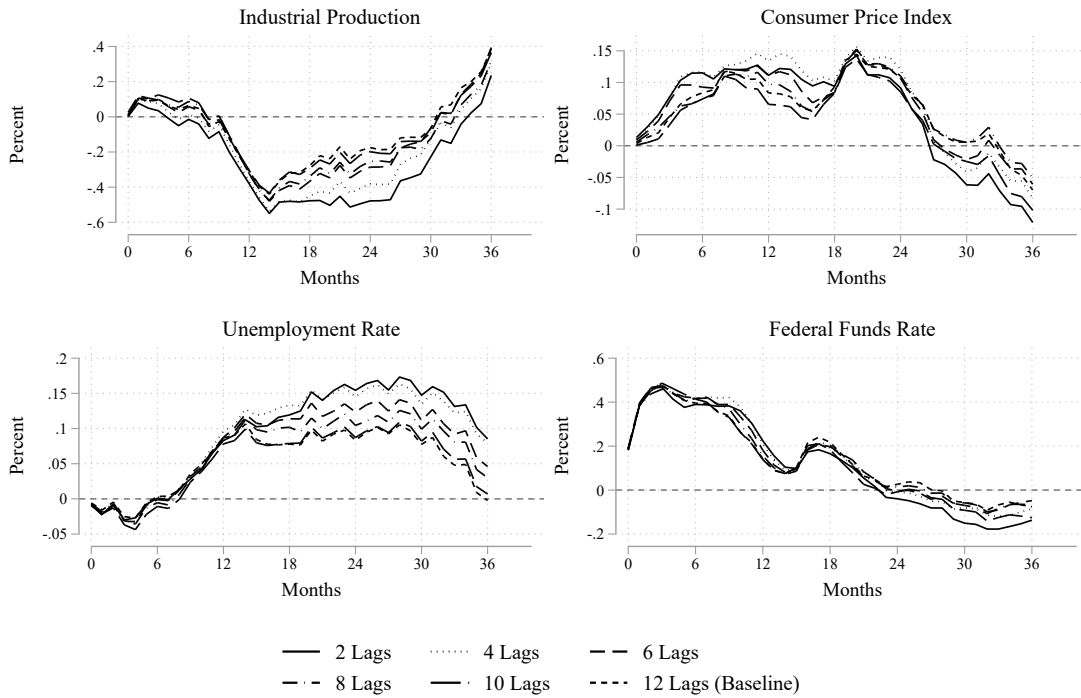 Industrial Production
Percent
.4
.2
0
-.2
-.4
-.6
0 6 12 18 24 30 36
Months
Consumer Price Index
Percent
.15
.1
.05
0
-.05
-.1
0 6 12 18 24 30 36
Months
Unemployment Rate
Percent
.2
.15
.1
.05
0
-.05
0 6 12 18 24 30 36
Months
Federal Funds Rate
Percent
.6
.4
.2
0
-.2
0 6 12 18 24 30 36
Months
2 Lags 4 Lags 6 Lags
8 Lags 10 Lags 12 Lags (Baseline)